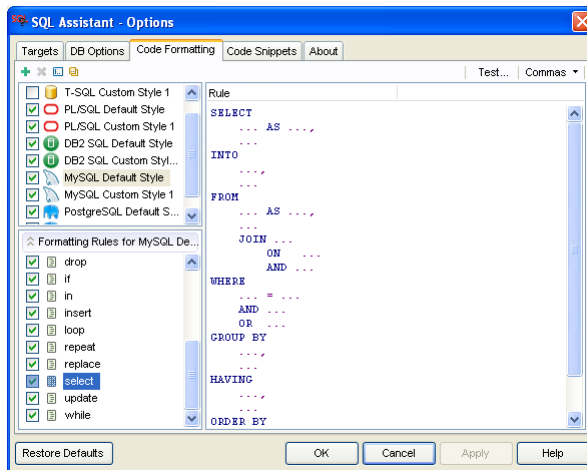 SQL Assistant - Options
Targets DB Options Code Formatting Code Snippets About
Test... Commas
T-SQL Custom Style 1
PL/SQL Default Style
PL/SQL Custom Style 1
DB2 SQL Default Style
DB2 SQL Custom Styl...
MySQL Default Style
MySQL Custom Style 1
PostgreSQL Default S...
Formatting Rules for MySQL De...
drop
if
in
insert
loop
repeat
replace
select
update
while
Rule
SELECT
... AS ...,
...
INTO
...,
...
FROM
... AS ...,
...
JOIN ...
ON ...
AND ...
WHERE
... = ...
AND ...
OR ...
GROUP BY
...,
...
HAVING
...,
...
ORDER BY
Restore Defaults OK Cancel Apply Help